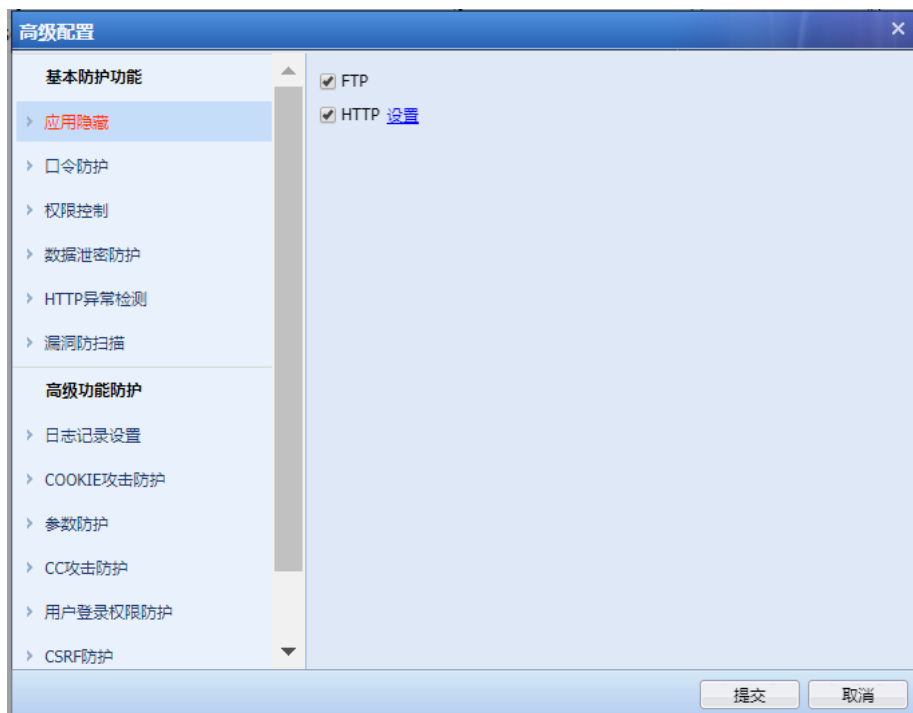 高级配置
基本防护功能
应用隐藏
口令防护
权限控制
数据泄密防护
HTTP异常检测
漏洞防扫描
高级功能防护
日志记录设置
COOKIE攻击防护
参数防护
CC攻击防护
用户登录权限防护
CSRF防护
FTP
HTTP 设置
提交
取消